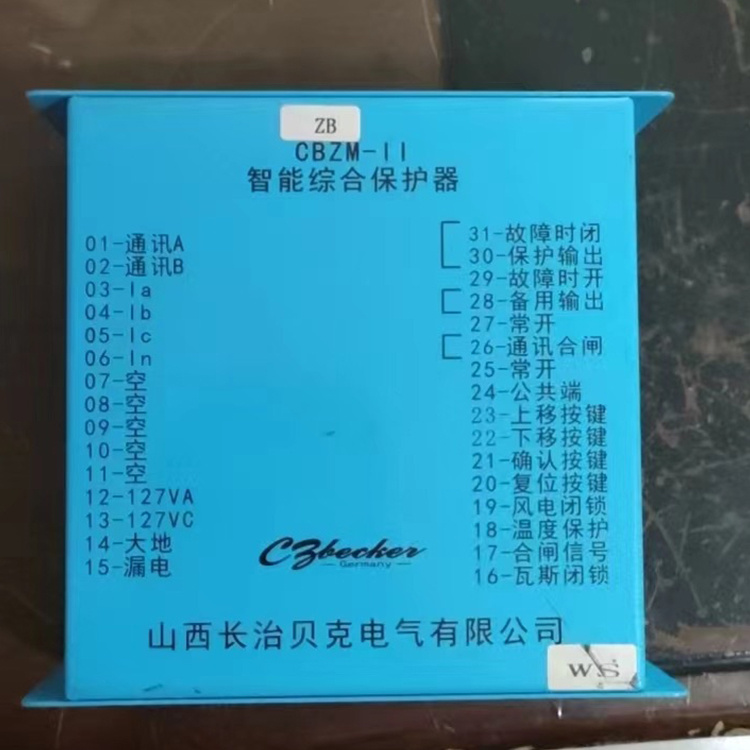 ZB
CBZM-II
智能综合保护器
01-通讯A
02-通讯B
03-Ia
04-Ib
05-Ic
06-In
07-空
08-空
09-空
10-空
11-空
12-127VA
13-127VC
14-大地
15-漏电
31-故障时闭
30-保护输出
29-故障时开
28-备用输出
27-常开
26-通讯合闸
25-常开
24-公共端
23-上移按键
22-下移按键
21-确认按键
20-复位按键
19-风电闭锁
18-温度保护
17-合闸信号
16-瓦斯闭锁
CZbecker
Germany
山西长治贝克电气有限公司
WS